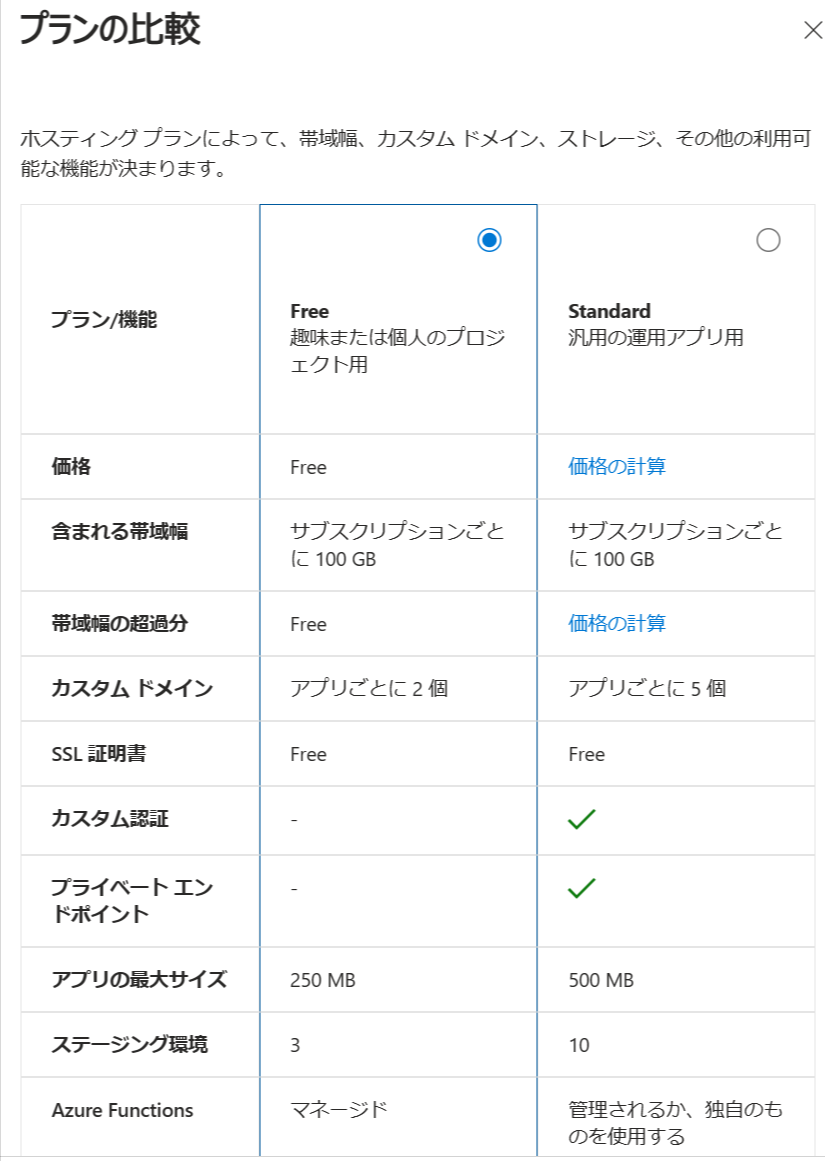 プランの比較
ホスティング プランによって、帯域幅、カスタム ドメイン、ストレージ、その他の利用可
能な機能が決まります。
プラン/機能
Free
趣味または個人のプロジ
ェクト用
Standard
汎用の運用アプリ用
価格
Free
価格の計算
含まれる帯域幅
サブスクリプションごと
に 100 GB
サブスクリプションごと
に 100 GB
帯域幅の超過分
Free
価格の計算
カスタム ドメイン
アプリごとに 2 個
アプリごとに 5 個
SSL 証明書
Free
Free
カスタム認証
-
プライベート エン
ドポイント
-
アプリの最大サイズ
250 MB
500 MB
ステージング環境
3
10
Azure Functions
マネージド
管理されるか、独自のも
のを使用する